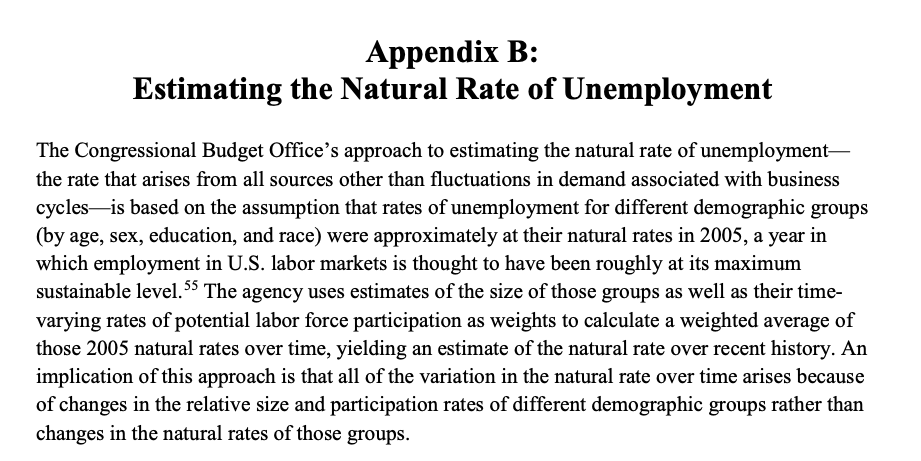 Appendix B:
Estimating the Natural Rate of Unemployment
The Congressional Budget Office’s approach to estimating the natural rate of unemployment—
the rate that arises from all sources other than fluctuations in demand associated with business
cycles—is based on the assumption that rates of unemployment for different demographic groups
(by age, sex, education, and race) were approximately at their natural rates in 2005, a year in
which employment in U.S. labor markets is thought to have been roughly at its maximum
sustainable level.55 The agency uses estimates of the size of those groups as well as their time-
varying rates of potential labor force participation as weights to calculate a weighted average of
those 2005 natural rates over time, yielding an estimate of the natural rate over recent history. An
implication of this approach is that all of the variation in the natural rate over time arises because
of changes in the relative size and participation rates of different demographic groups rather than
changes in the natural rates of those groups.